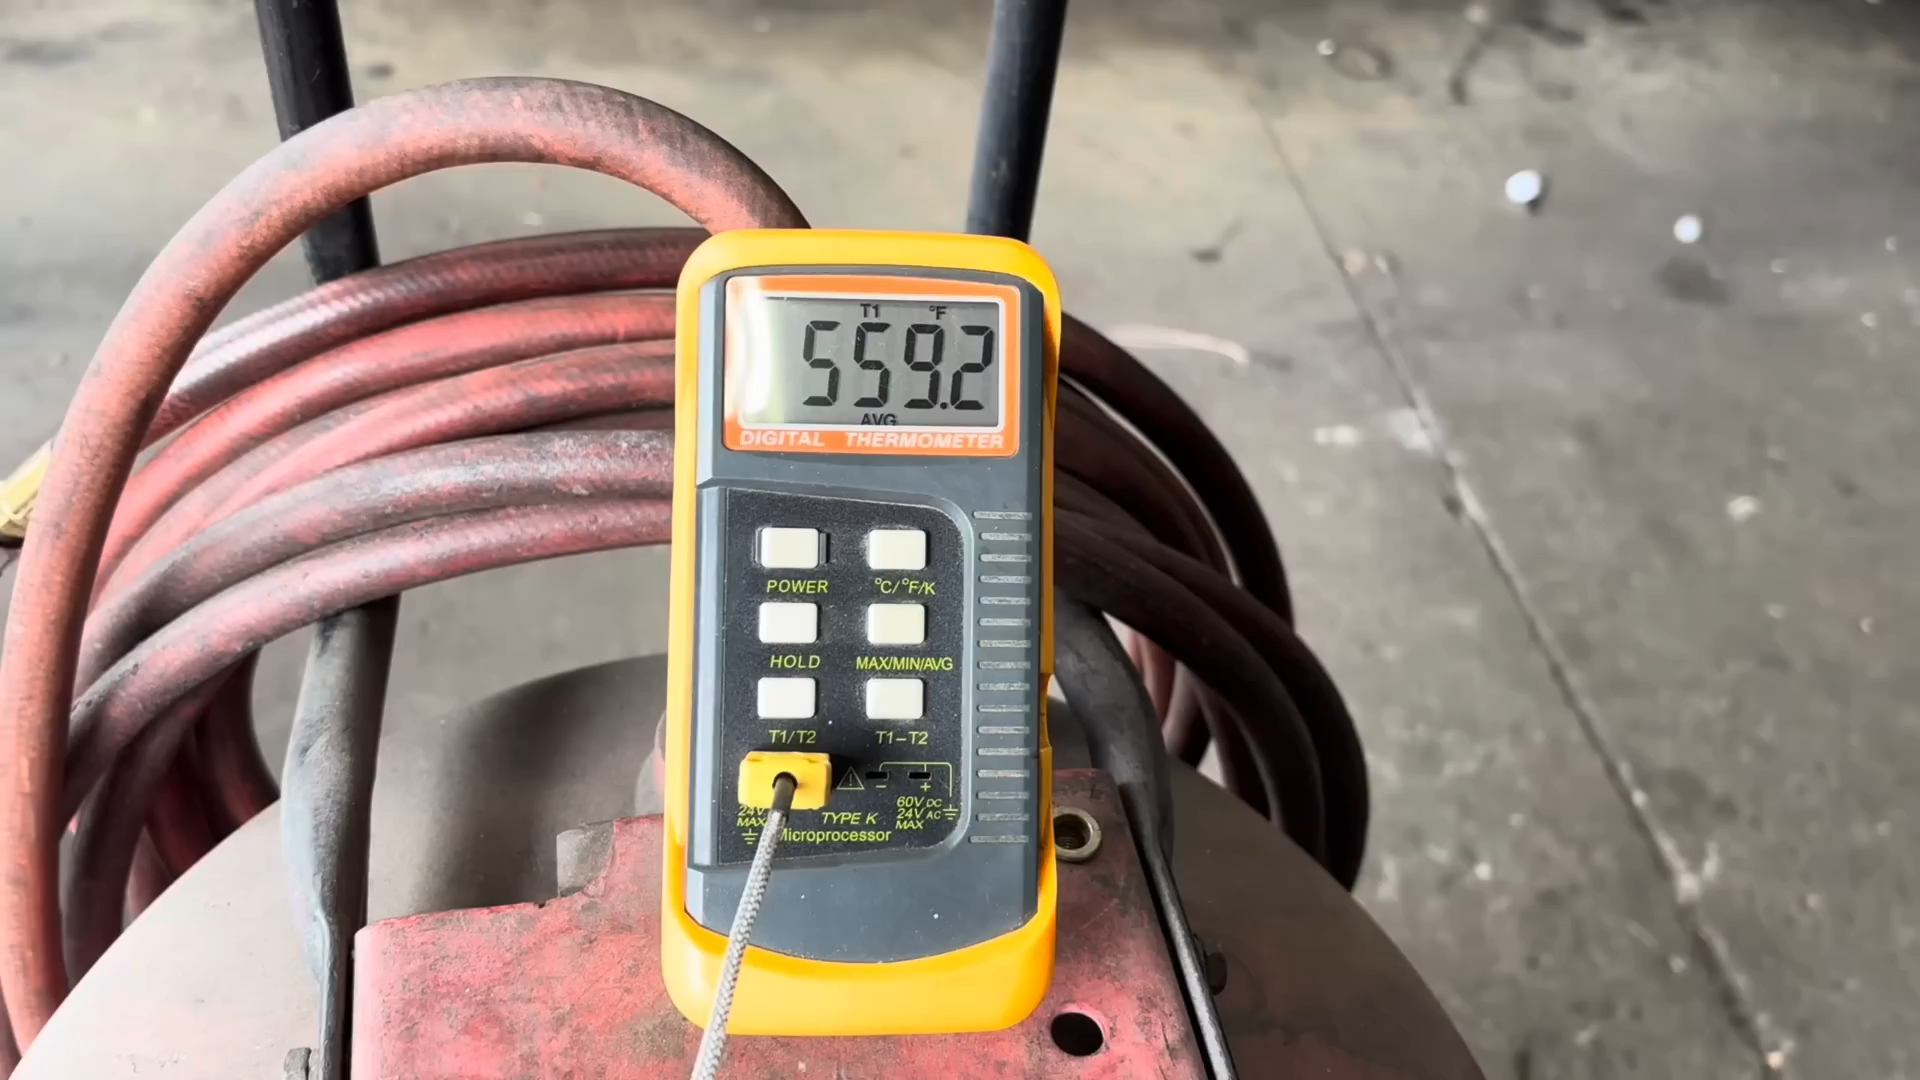 T1 °F
559.2
AVG
DIGITAL THERMOMETER
POWER °C/°F/K
HOLD MAX/MIN/AVG
T1/T2 T1-T2
- +
24V
MAX
TYPE K
60V DC
24V AC
MAX
Microprocessor